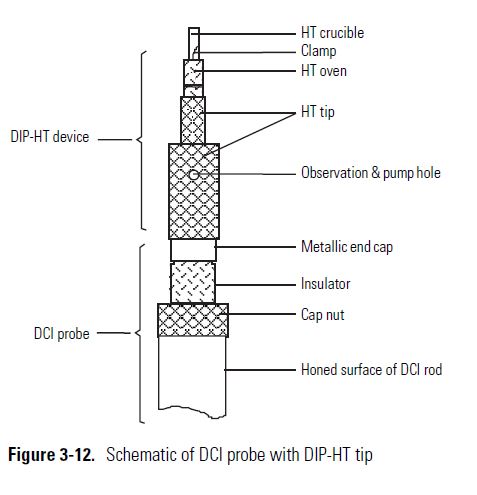 HT crucible
Clamp
HT oven
HT tip
DIP-HT device
Observation & pump hole
Metallic end cap
Insulator
Cap nut
DCI probe
Honed surface of DCI rod
Figure 3-12. Schematic of DCI probe with DIP-HT tip